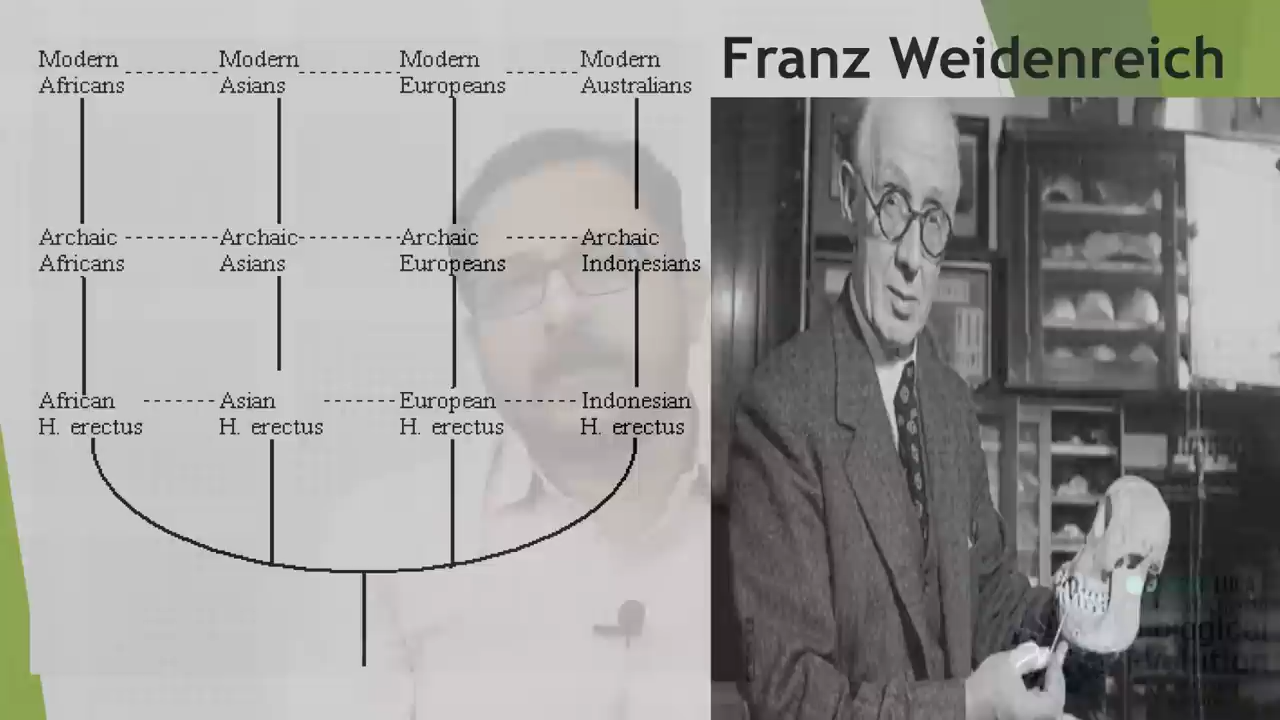 Franz Weidenreich
Modern Modern Modern Modern
Africans Asians Europeans Australians
Archaic Archaic Archaic Archaic
Africans Asians Europeans Indonesians
African Asian European Indonesian
H. erectus H. erectus H. erectus H. erectus